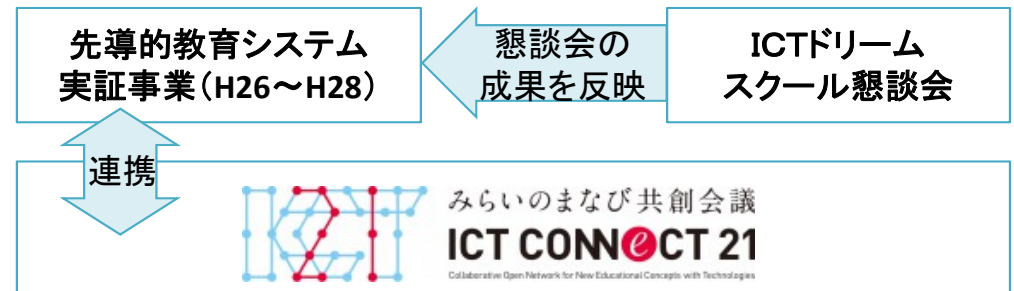 先導的教育システム
実証事業（H26～H28）
懇談会の
成果を反映
ICTドリーム
スクール懇談会
連携
みらいのまなび共創会議
ICT CONNeCT 21
Collaborative Open Network for New Educational Concepts with Technologies